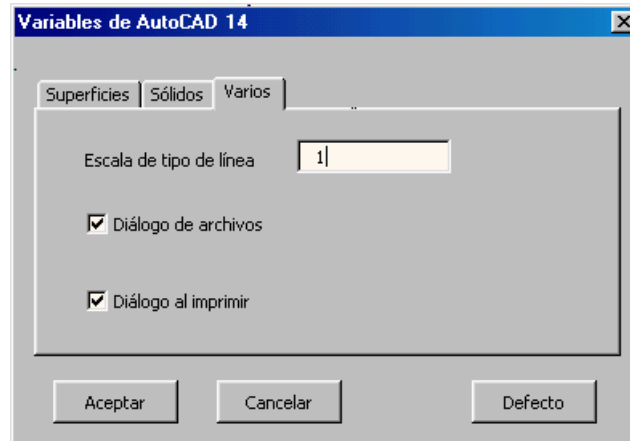 Variables de AutoCAD 14
Superficies Sólidos Varios
Escala de tipo de línea 1
Diálogo de archivos
Diálogo al imprimir
Aceptar Cancelar Defecto